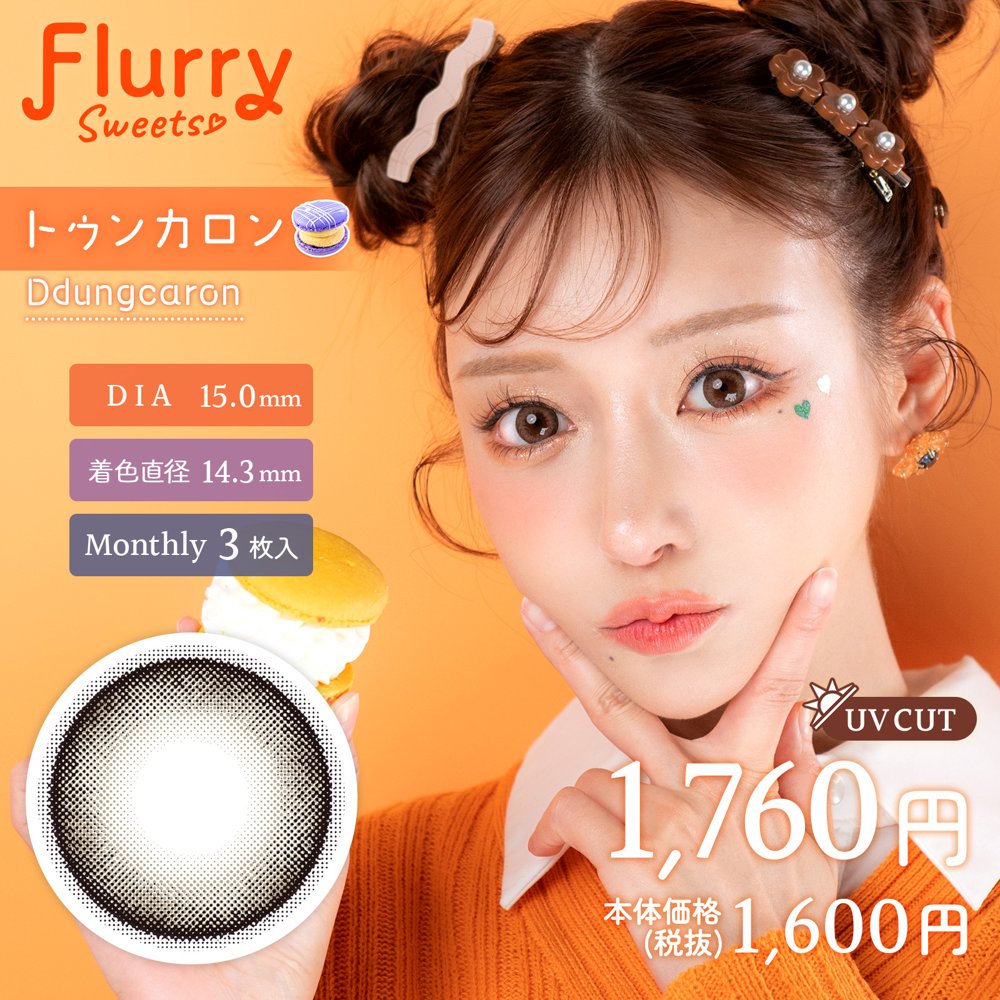 Flurry
Sweets
トゥンカロン
Ddungcaron
DIA 15.0mm
着色直径 14.3mm
Monthly 3枚入
UV CUT
1,760円
本体価格
(税抜) 1,600円